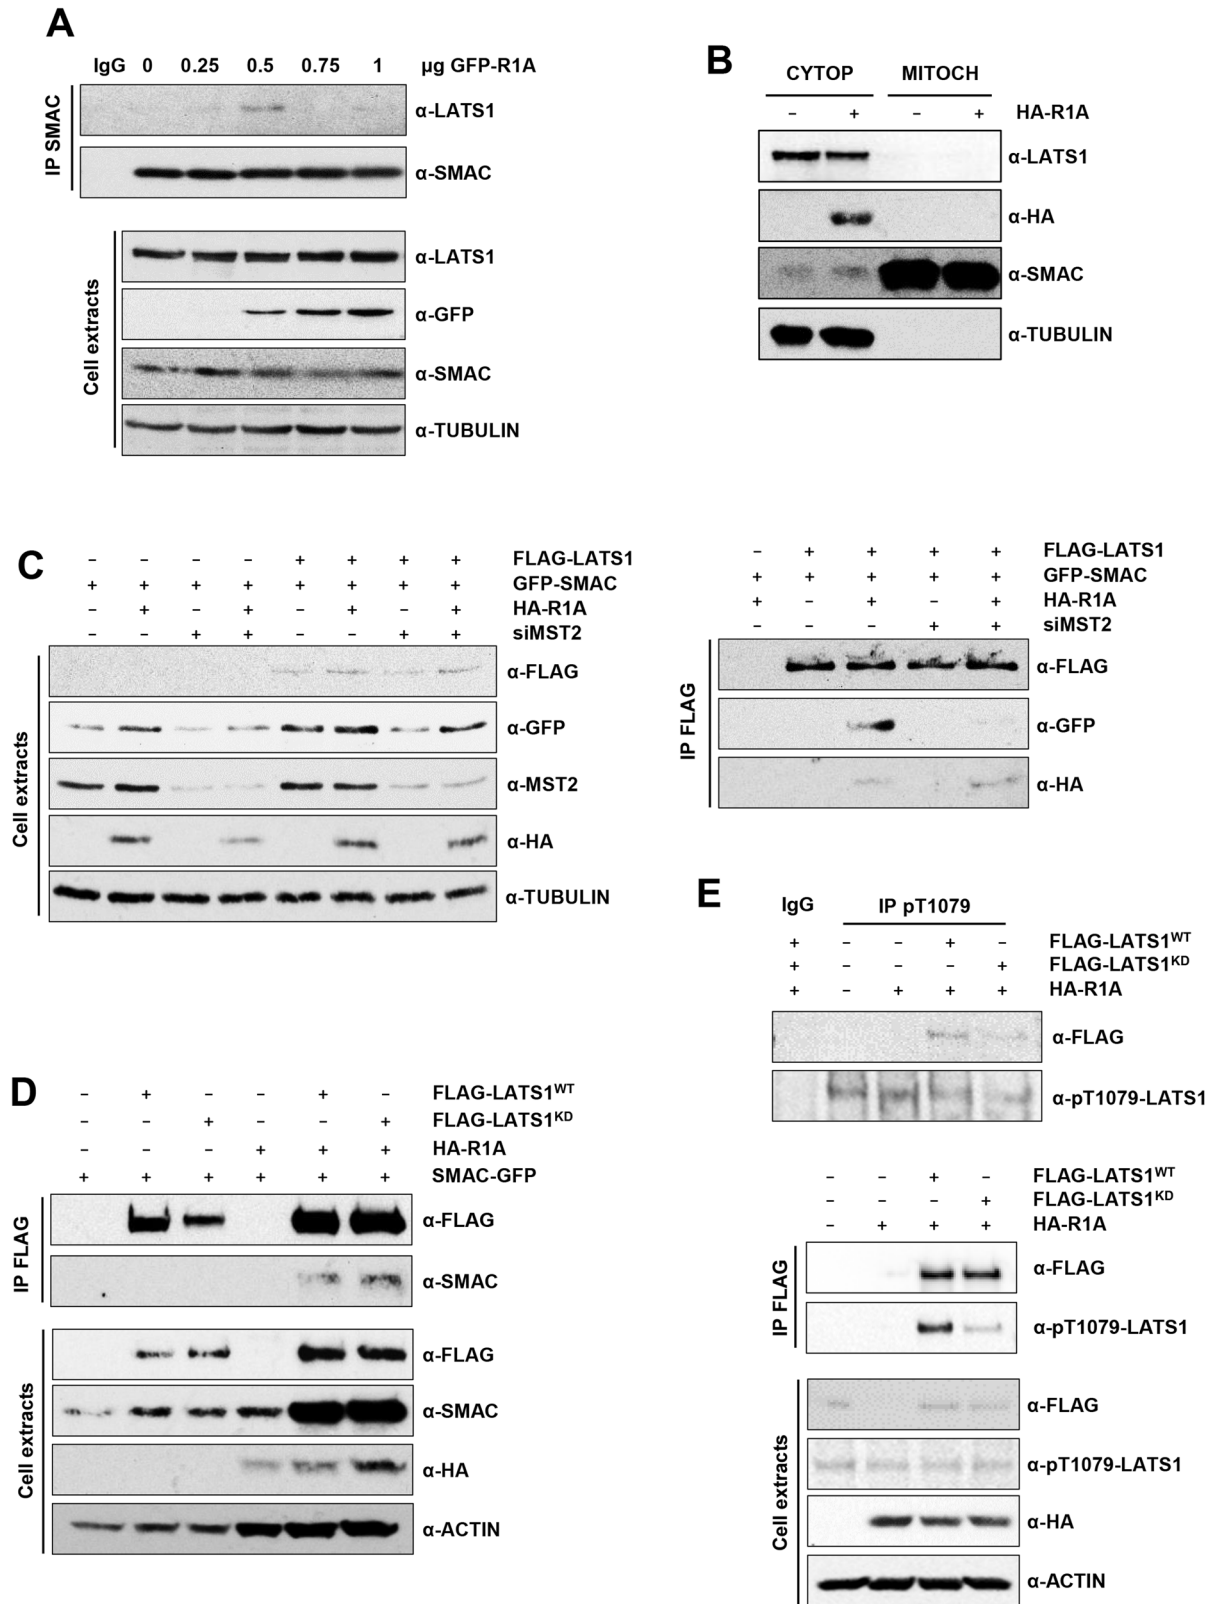 A
IgG 0 0.25 0.5 0.75 1 µg GFP-R1A
IP SMAC
α-LATS1
α-SMAC
Cell extracts
α-LATS1
α-GFP
α-SMAC
α-TUBULIN
B
CYTOP MITOCH
– + – + HA-R1A
α-LATS1
α-HA
α-SMAC
α-TUBULIN
C
– – – – + + + + FLAG-LATS1
+ + + + + + + + GFP-SMAC
– + – + – + – + HA-R1A
– – + + – – + + siMST2
Cell extracts
α-FLAG
α-GFP
α-MST2
α-HA
α-TUBULIN
– + + + + FLAG-LATS1
+ + + + + GFP-SMAC
+ – + – + HA-R1A
– – – + + siMST2
IP FLAG
α-FLAG
α-GFP
α-HA
D
– + – – + – FLAG-LATS1WT
– – + – – + FLAG-LATS1KD
– – – + + + HA-R1A
+ + + + + + SMAC-GFP
IP FLAG
α-FLAG
α-SMAC
Cell extracts
α-FLAG
α-SMAC
α-HA
α-ACTIN
E
IgG IP pT1079
+ – – + – FLAG-LATS1WT
+ – – – + FLAG-LATS1KD
+ – + + + HA-R1A
α-FLAG
α-pT1079-LATS1
– – + – FLAG-LATS1WT
– – – + FLAG-LATS1KD
– + + + HA-R1A
IP FLAG
α-FLAG
α-pT1079-LATS1
Cell extracts
α-FLAG
α-pT1079-LATS1
α-HA
α-ACTIN